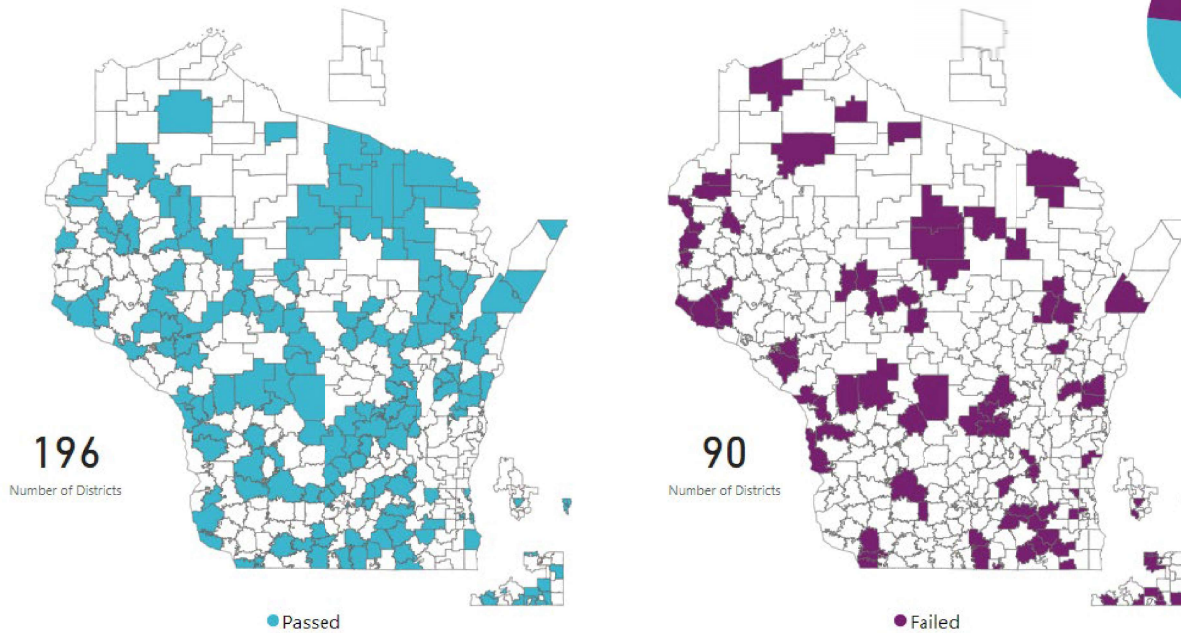 196
Number of Districts
Passed
90
Number of Districts
Failed